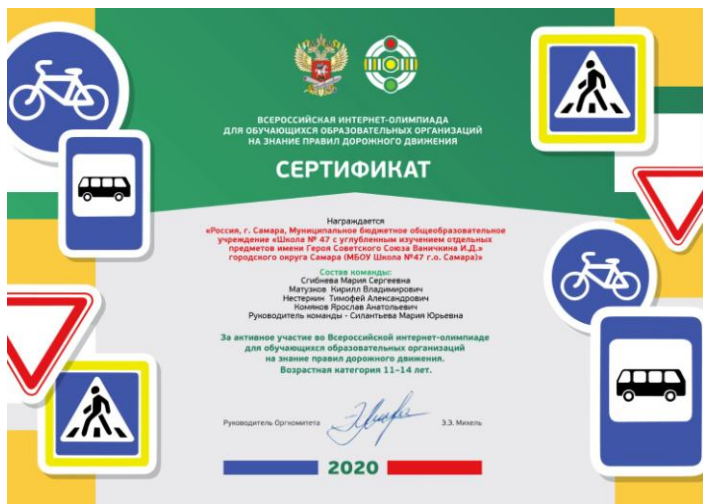 ВСЕРОССИЙСКАЯ ИНТЕРНЕТ-ОЛИМПИАДА
ДЛЯ ОБУЧАЮЩИХСЯ ОБРАЗОВАТЕЛЬНЫХ ОРГАНИЗАЦИЙ
НА ЗНАНИЕ ПРАВИЛ ДОРОЖНОГО ДВИЖЕНИЯ
СЕРТИФИКАТ
Награждается
«Россия, г. Самара, Муниципальное бюджетное общеобразовательное
учреждение «Школа № 47 с углубленным изучением отдельных
предметов имени Героя Советского Союза Ваничкина И.Д.»
городского округа Самара (МБОУ Школа №47 г.о. Самара)»
Состав команды:
Сгибнева Мария Сергеевна
Матузков Кирилл Владимирович
Нестеркин Тимофей Александрович
Комяков Ярослав Анатольевич
Руководитель команды - Силантьева Мария Юрьевна
За активное участие во Всероссийской интернет-олимпиаде
для обучающихся образовательных организаций
на знание правил дорожного движения.
Возрастная категория 11–14 лет.
Руководитель Оргкомитета Э.Э. Михель
2020